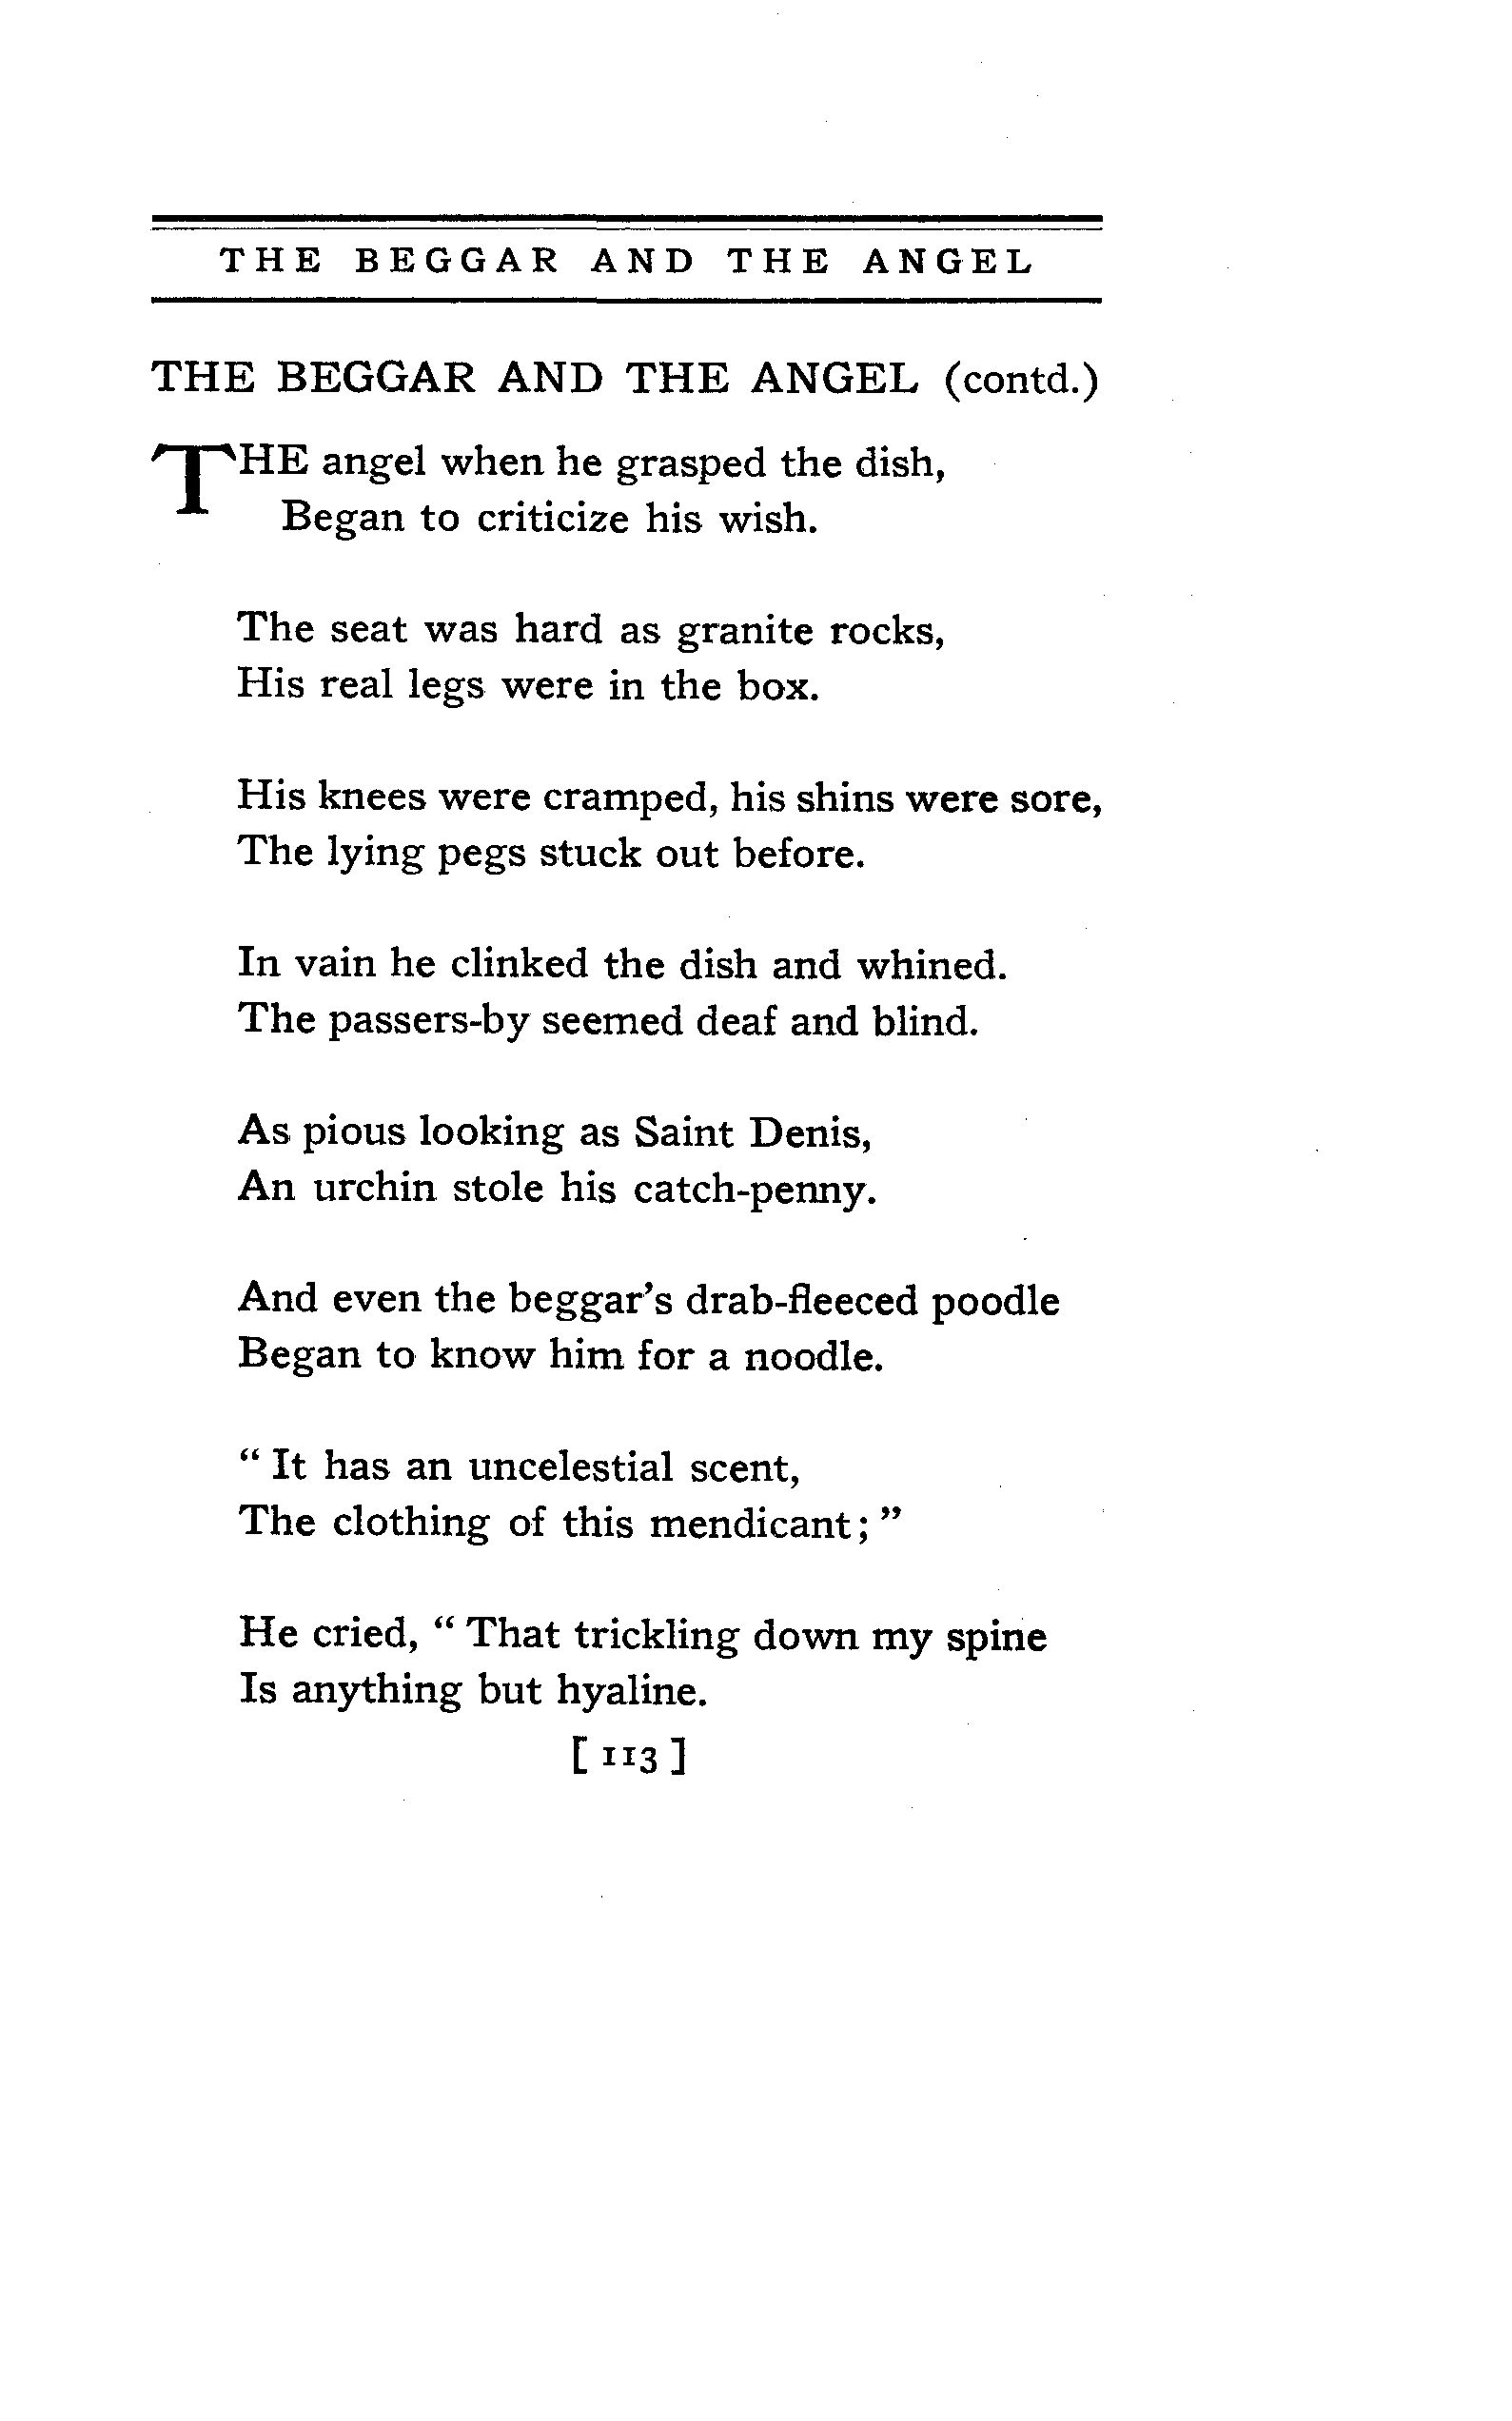 THE BEGGAR AND THE ANGEL
THE BEGGAR AND THE ANGEL (contd.)
THE angel when he grasped the dish,
Began to criticize his wish.
The seat was hard as granite rocks,
His real legs were in the box.
His knees were cramped, his shins were sore,
The lying pegs stuck out before.
In vain he clinked the dish and whined.
The passers-by seemed deaf and blind.
As pious looking as Saint Denis,
An urchin stole his catch-penny.
And even the beggar's drab-fleeced poodle
Began to know him for a noodle.
“ It has an uncelestial scent,
The clothing of this mendicant; ”
He cried, “ That trickling down my spine
Is anything but hyaline.
[ 113 ]